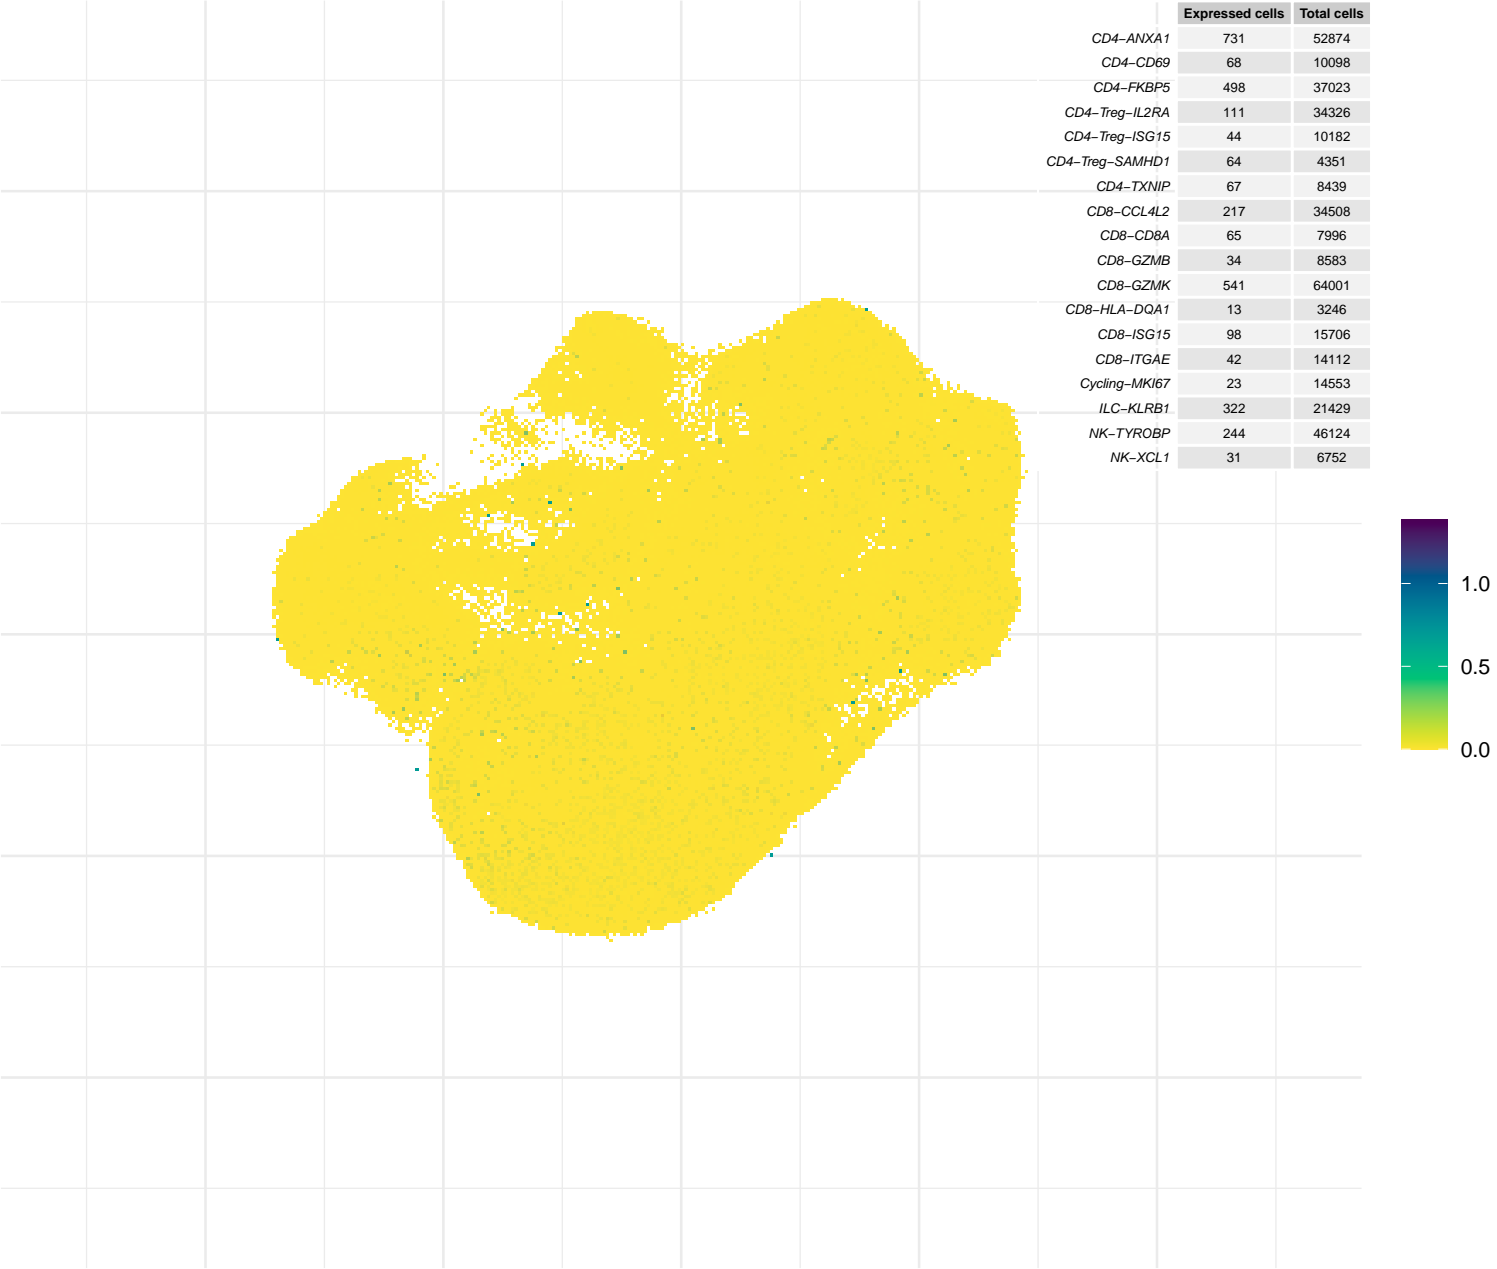 Expressed cells Total cells
CD4−ANXA1 731 52874
CD4−CD69 68 10098
CD4−FKBP5 498 37023
CD4−Treg−IL2RA 111 34326
CD4−Treg−ISG15 44 10182
CD4−Treg−SAMHD1 64 4351
CD4−TXNIP 67 8439
CD8−CCL4L2 217 34508
CD8−CD8A 65 7996
CD8−GZMB 34 8583
CD8−GZMK 541 64001
CD8−HLA−DQA1 13 3246
CD8−ISG15 98 15706
CD8−ITGAE 42 14112
Cycling−MKI67 23 14553
ILC−KLRB1 322 21429
NK−TYROBP 244 46124
NK−XCL1 31 6752
1.0
0.5
0.0